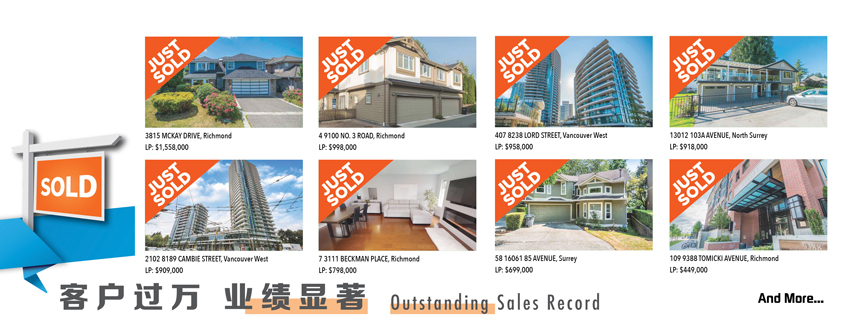 SOLD
JUST SOLD
3815 MCKAY DRIVE, Richmond
LP: $1,558,000
JUST SOLD
4 9100 NO. 3 ROAD, Richmond
LP: $998,000
JUST SOLD
407 8238 LORD STREET, Vancouver West
LP: $958,000
JUST SOLD
13012 103A AVENUE, North Surrey
LP: $918,000
JUST SOLD
2102 8189 CAMBIE STREET, Vancouver West
LP: $909,000
JUST SOLD
7 3111 BECKMAN PLACE, Richmond
LP: $798,000
JUST SOLD
58 16061 85 AVENUE, Surrey
LP: $699,000
JUST SOLD
109 9388 TOMICKI AVENUE, Richmond
LP: $449,000
客户过万 业绩显著 Outstanding Sales Record
And More...